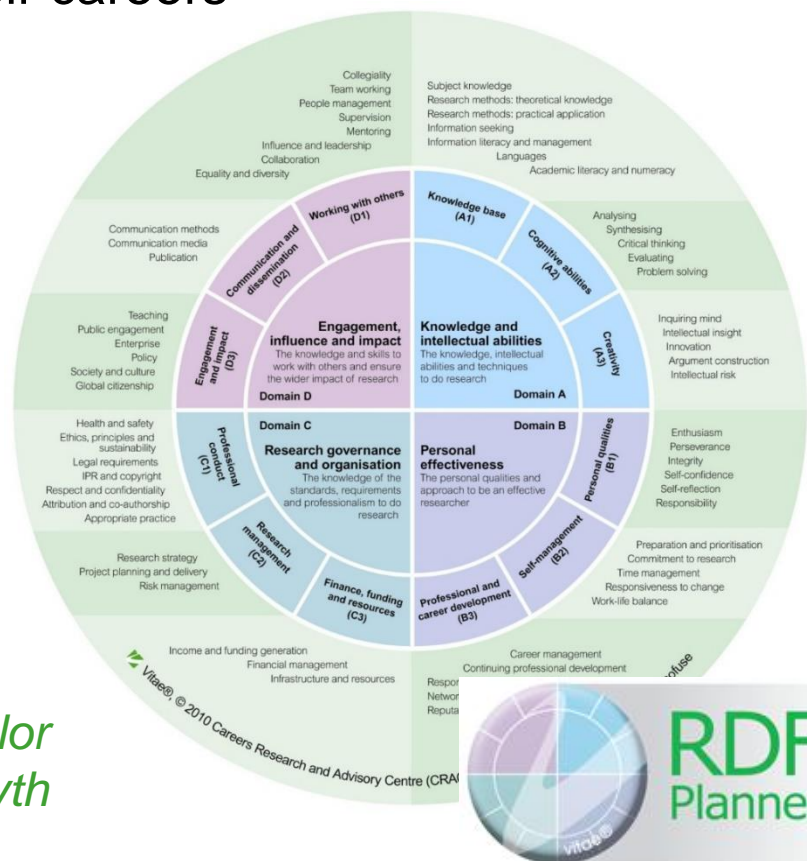 careers
Collegiality
Team working
People management
Supervision
Mentoring
Influence and leadership
Collaboration
Equality and diversity
Subject knowledge
Research methods: theoretical knowledge
Research methods: practical application
Information seeking
Information literacy and management
Languages
Academic literacy and numeracy
Communication methods
Communication media
Publication
Working with others
(D1)
Knowledge base
(A1)
Analysing
Synthesising
Critical thinking
Evaluating
Problem solving
Communication and
dissemination
(D2)
Cognitive abilities
(A2)
Teaching
Public engagement
Enterprise
Policy
Society and culture
Global citizenship
Engagement
and impact
(D3)
Engagement,
influence and impact
The knowledge and skills to
work with others and ensure
the wider impact of research
Domain D
Knowledge and
intellectual abilities
The knowledge, intellectual
abilities and techniques
to do research
Domain A
Creativity
(A3)
Inquiring mind
Intellectual insight
Innovation
Argument construction
Intellectual risk
Health and safety
Ethics, principles and
sustainability
Legal requirements
IPR and copyright
Respect and confidentiality
Attribution and co-authorship
Appropriate practice
Professional
conduct
(C1)
Domain C
Research governance
and organisation
The knowledge of the
standards, requirements
and professionalism to do
research
Domain B
Personal
effectiveness
The personal qualities and
approach to be an effective
researcher
Personal qualities
(B1)
Enthusiasm
Perseverance
Integrity
Self-confidence
Self-reflection
Responsibility
Research strategy
Project planning and delivery
Risk management
Research
management
(C2)
Finance, funding
and resources
(C3)
Professional and
career development
(B3)
Self-management
(B2)
Preparation and prioritisation
Commitment to research
Time management
Responsiveness to change
Work-life balance
Income and funding generation
Financial management
Infrastructure and resources
Career management
Continuing professional development
Vitae®, © 2010 Careers Research and Advisory Centre (CRAC
RDF
Planne
vitae®